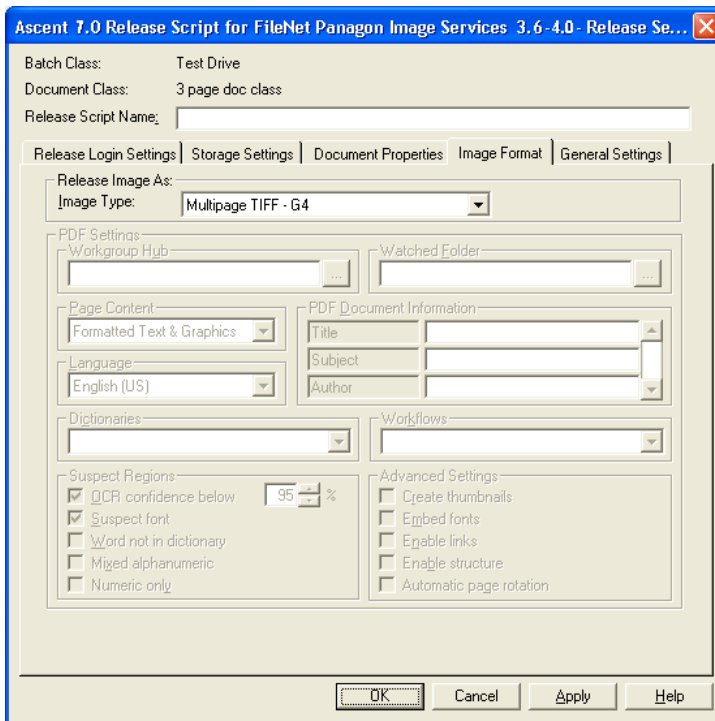 Ascent 7.0 Release Script for FileNet Panagon Image Services 3.6-4.0- Release Se...
Batch Class: Test Drive
Document Class: 3 page doc class
Release Script Name:
Release Login Settings Storage Settings Document Properties Image Format General Settings
Release Image As:
Image Type: Multipage TIFF - G4
PDF Settings
Workgroup Hub Watched Folder
... ...
Page Content PDF Document Information
Formatted Text & Graphics Title
Subject
Language
English (US) Author
Dictionaries Workflows
Suspect Regions Advanced Settings
OCR confidence below 95 % Create thumbnails
Suspect font Embed fonts
Word not in dictionary Enable links
Mixed alphanumeric Enable structure
Numeric only Automatic page rotation
OK Cancel Apply Help